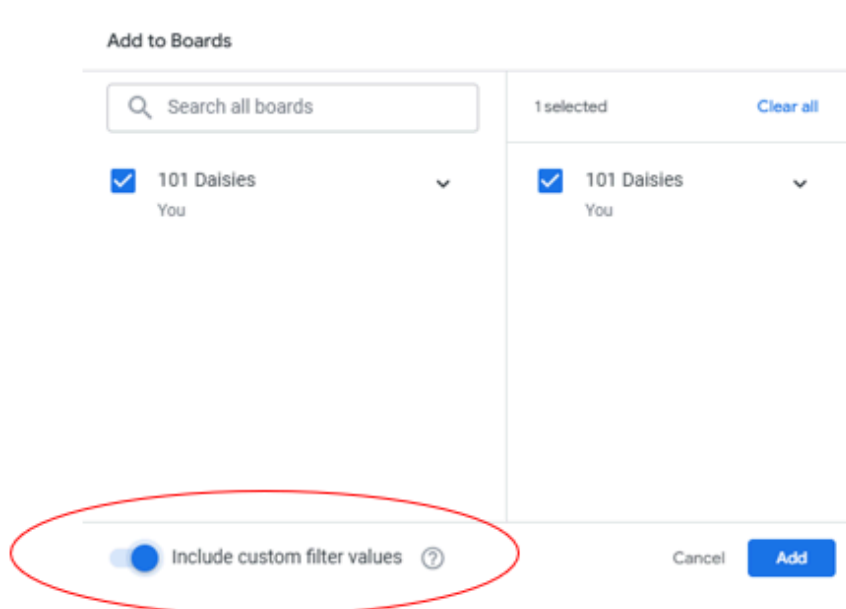 Add to Boards
Search all boards
1 selected
Clear all
101 Daisies
You
101 Daisies
You
Include custom filter values
Cancel
Add